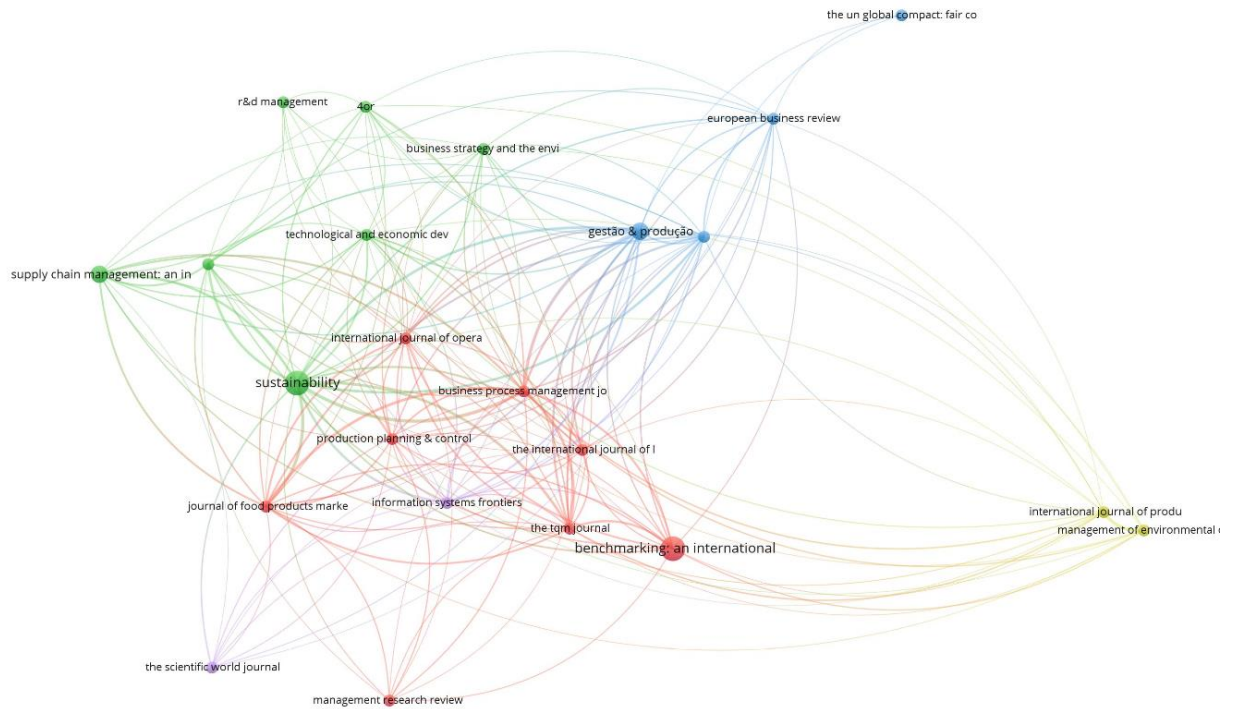 the un global compact: fair co
r&d management
4or
european business review
business strategy and the envi
gestão & produção
technological and economic dev
supply chain management: an in
international journal of opera
sustainability
business process management jo
production planning & control
the international journal of l
journal of food products marke
information systems frontiers
the tqm journal
international journal of produ
management of environmental
benchmarking: an international
the scientific world journal
management research review